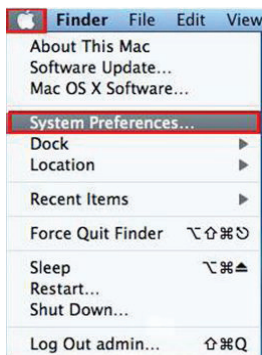 Finder File Edit View
About This Mac
Software Update...
Mac OS X Software...
System Preferences...
Dock
Location
Recent Items
Force Quit Finder ⌥⇧⌘⎋
Sleep ⌥⌘⏏
Restart...
Shut Down...
Log Out admin... ⇧⌘Q